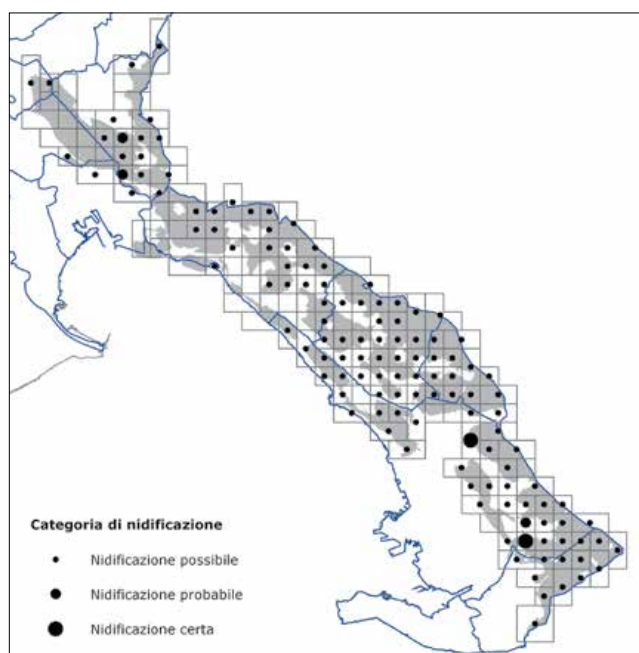 Categoria di nidificazione
Nidificazione possibile
Nidificazione probabile
Nidificazione certa